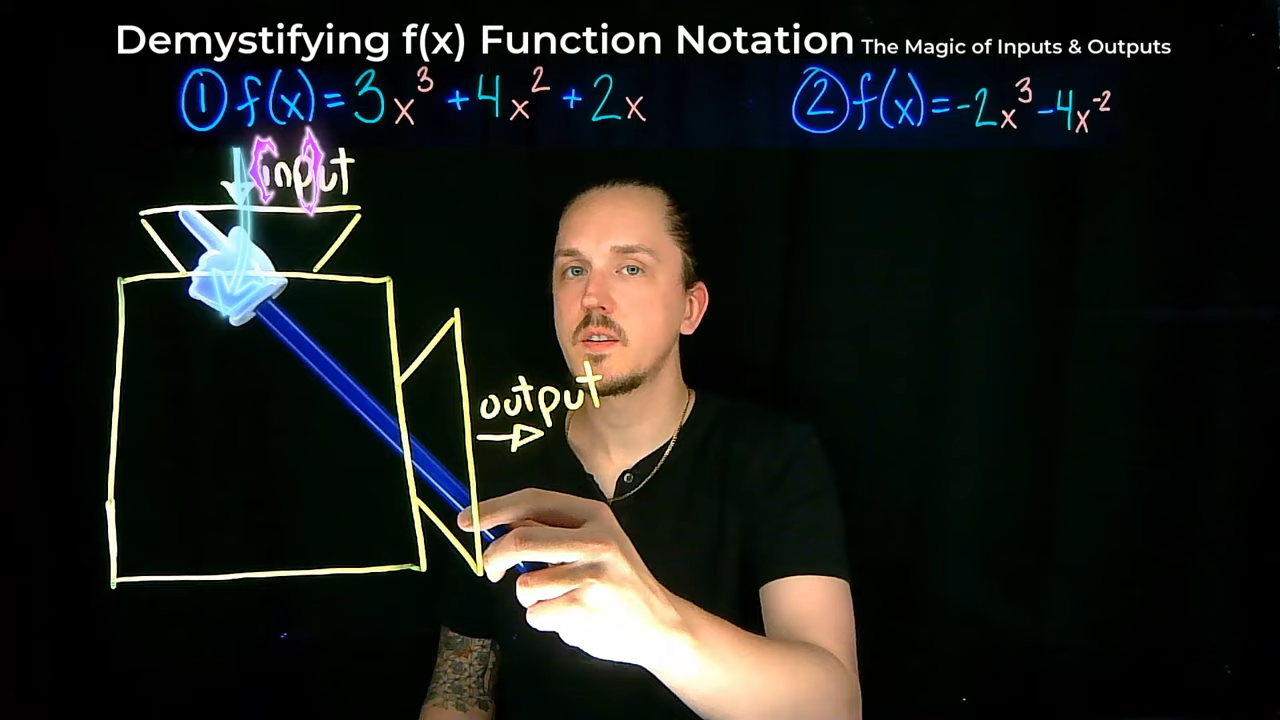 Demystifying f(x) Function Notation The Magic of Inputs & Outputs
① f(x) = 3x³ + 4x² + 2x
② f(x) = -2x³ - 4x⁻²
input
output